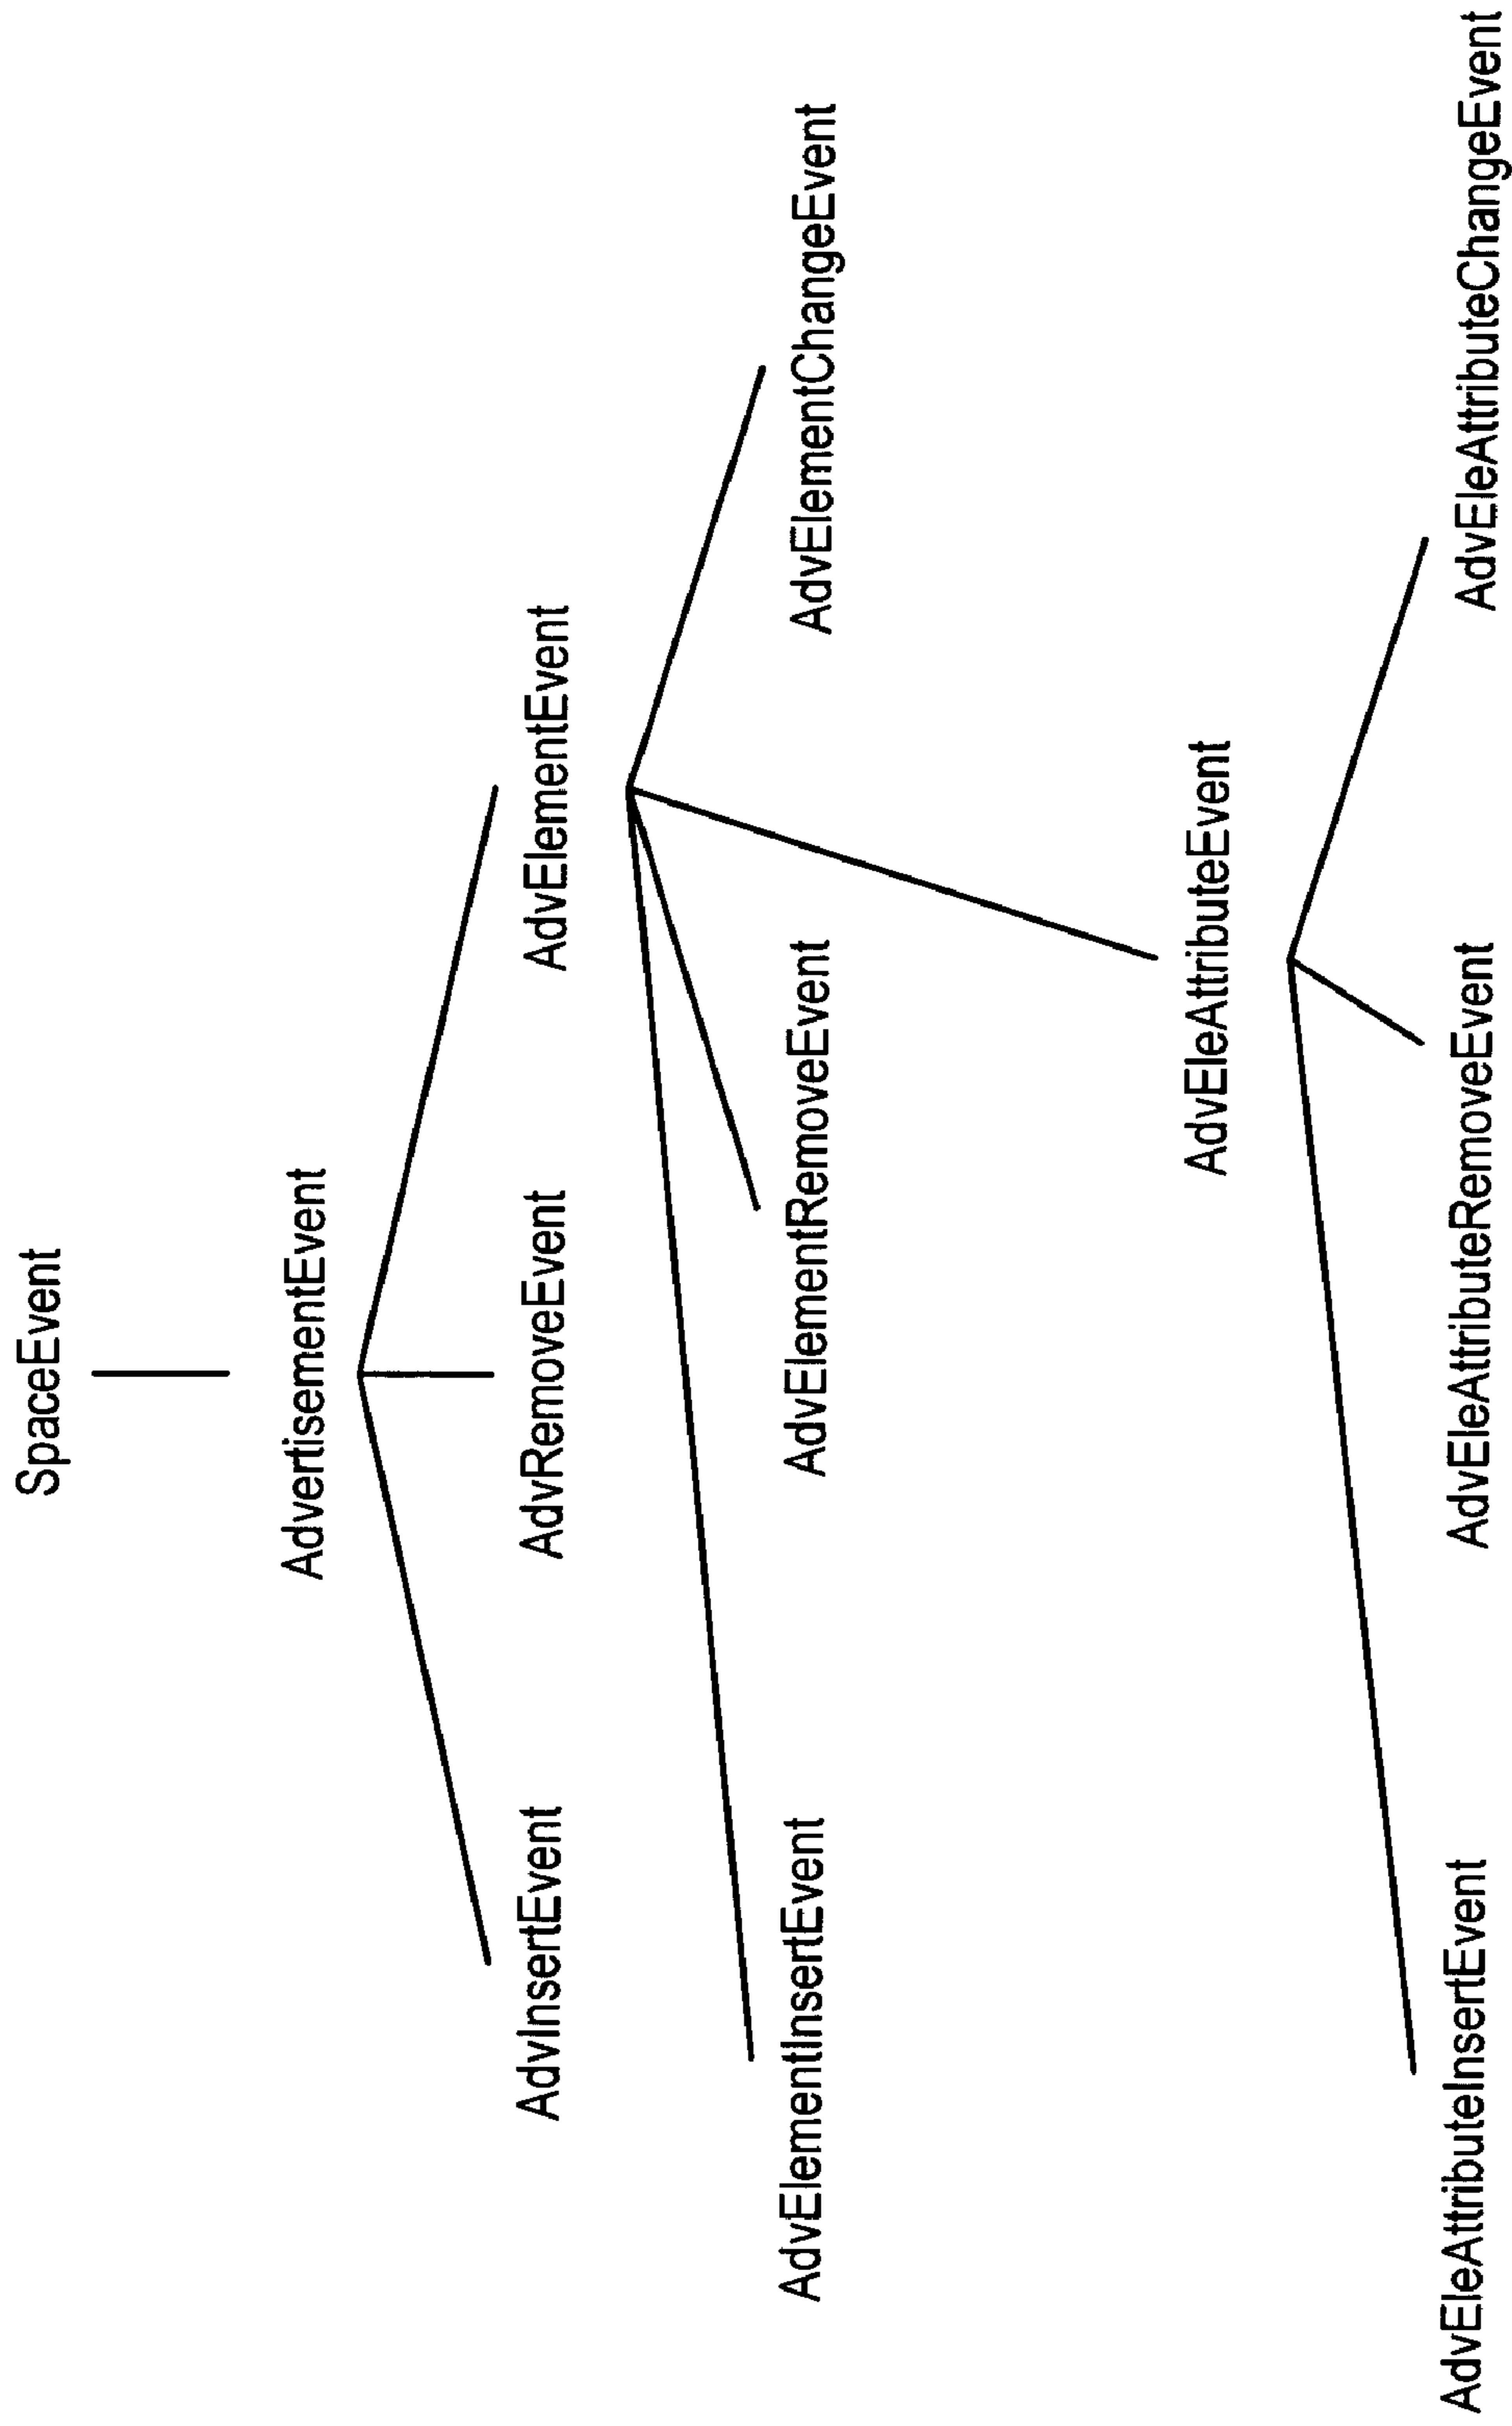 SpaceEvent
AdvertisementEvent
AdvInsertEvent
AdvRemoveEvent
AdvElementEvent
AdvElementInsertEvent
AdvElementRemoveEvent
AdvElementChangeEvent
AdvEleAttributeEvent
AdvEleAttributeInsertEvent
AdvEleAttributeRemoveEvent
AdvEleAttributeChangeEvent